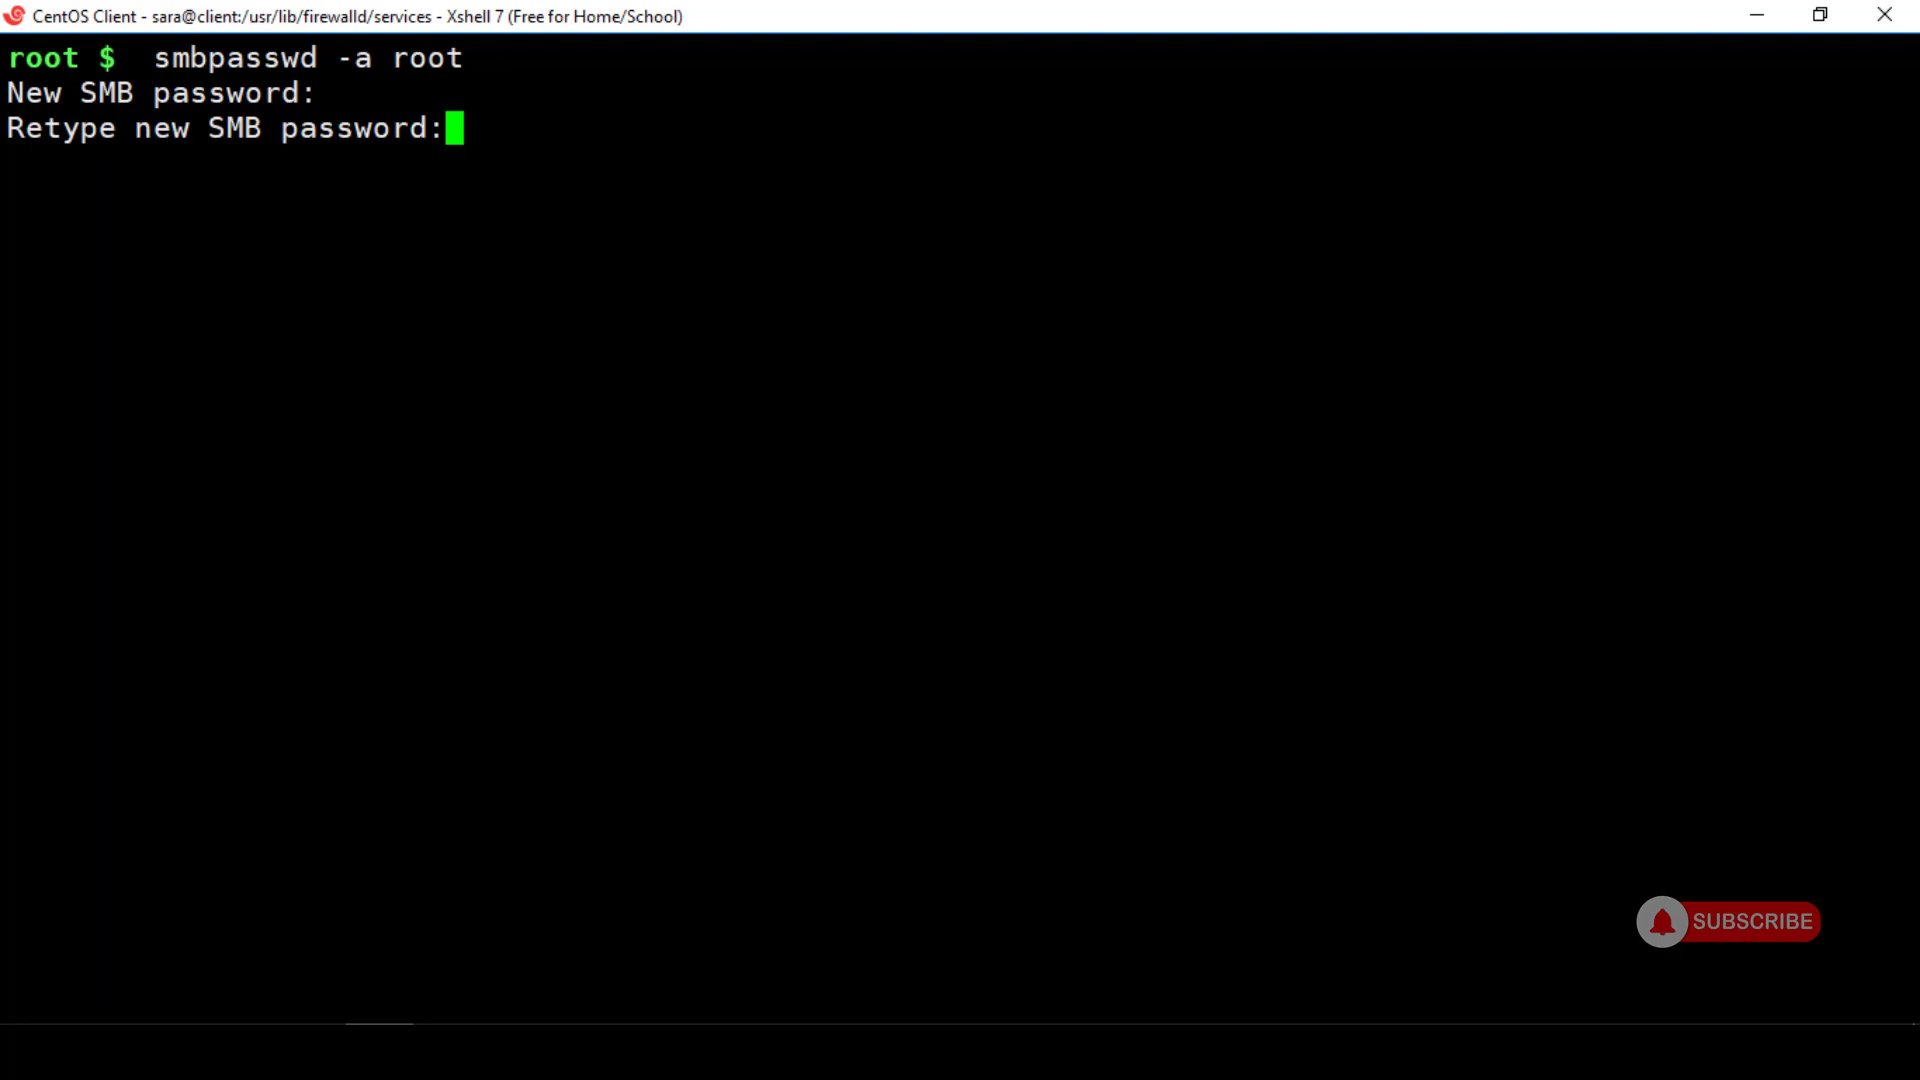 CentOS Client - sara@client:/usr/lib/firewalld/services - Xshell 7 (Free for Home/School)
root $  smbpasswd -a root
New SMB password:
Retype new SMB password:
SUBSCRIBE